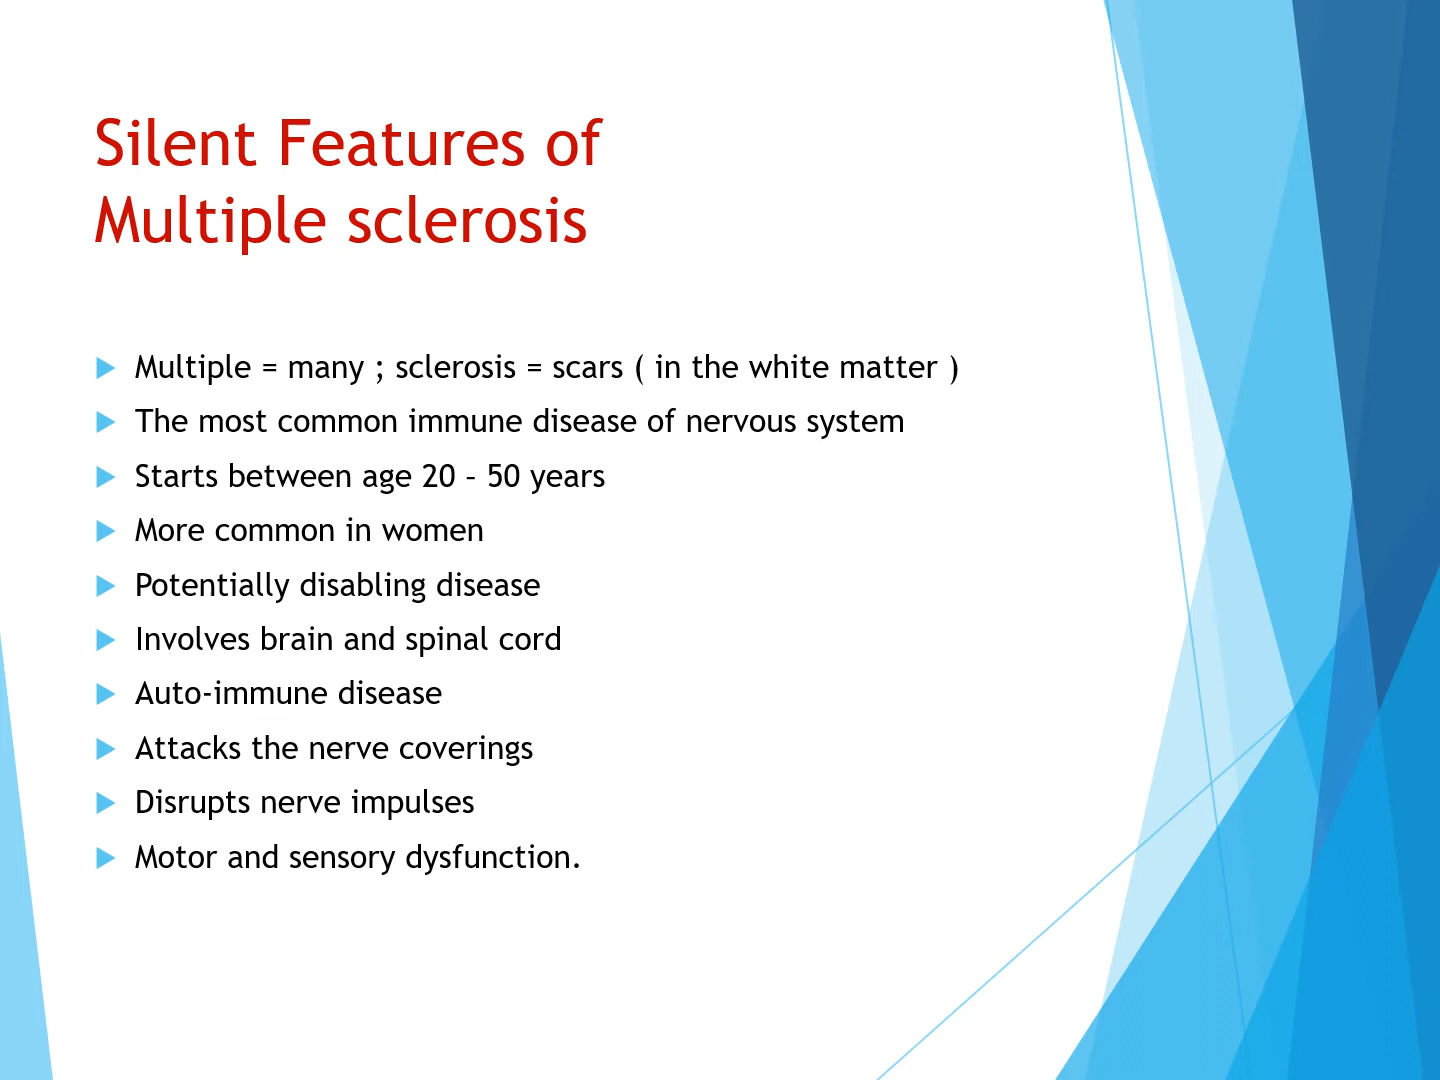 Silent Features of
Multiple sclerosis
Multiple = many ; sclerosis = scars ( in the white matter )
The most common immune disease of nervous system
Starts between age 20 – 50 years
More common in women
Potentially disabling disease
Involves brain and spinal cord
Auto-immune disease
Attacks the nerve coverings
Disrupts nerve impulses
Motor and sensory dysfunction.